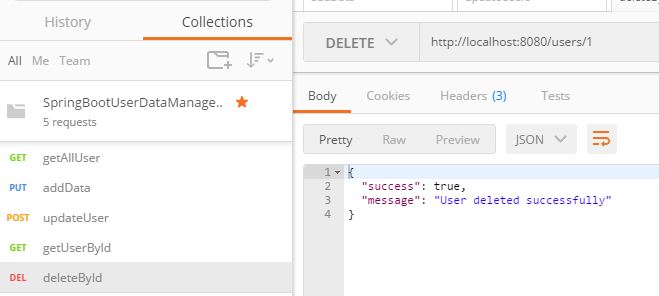 History
Collections
All Me Team
SpringBootUserDataManage..
5 requests
GET getAllUser
PUT addData
POST updateUser
GET getUserById
DEL deleteById
DELETE
http://localhost:8080/users/1
Body Cookies Headers (3) Tests
Pretty Raw Preview JSON
1 {
2 "success": true,
3 "message": "User deleted successfully"
4 }